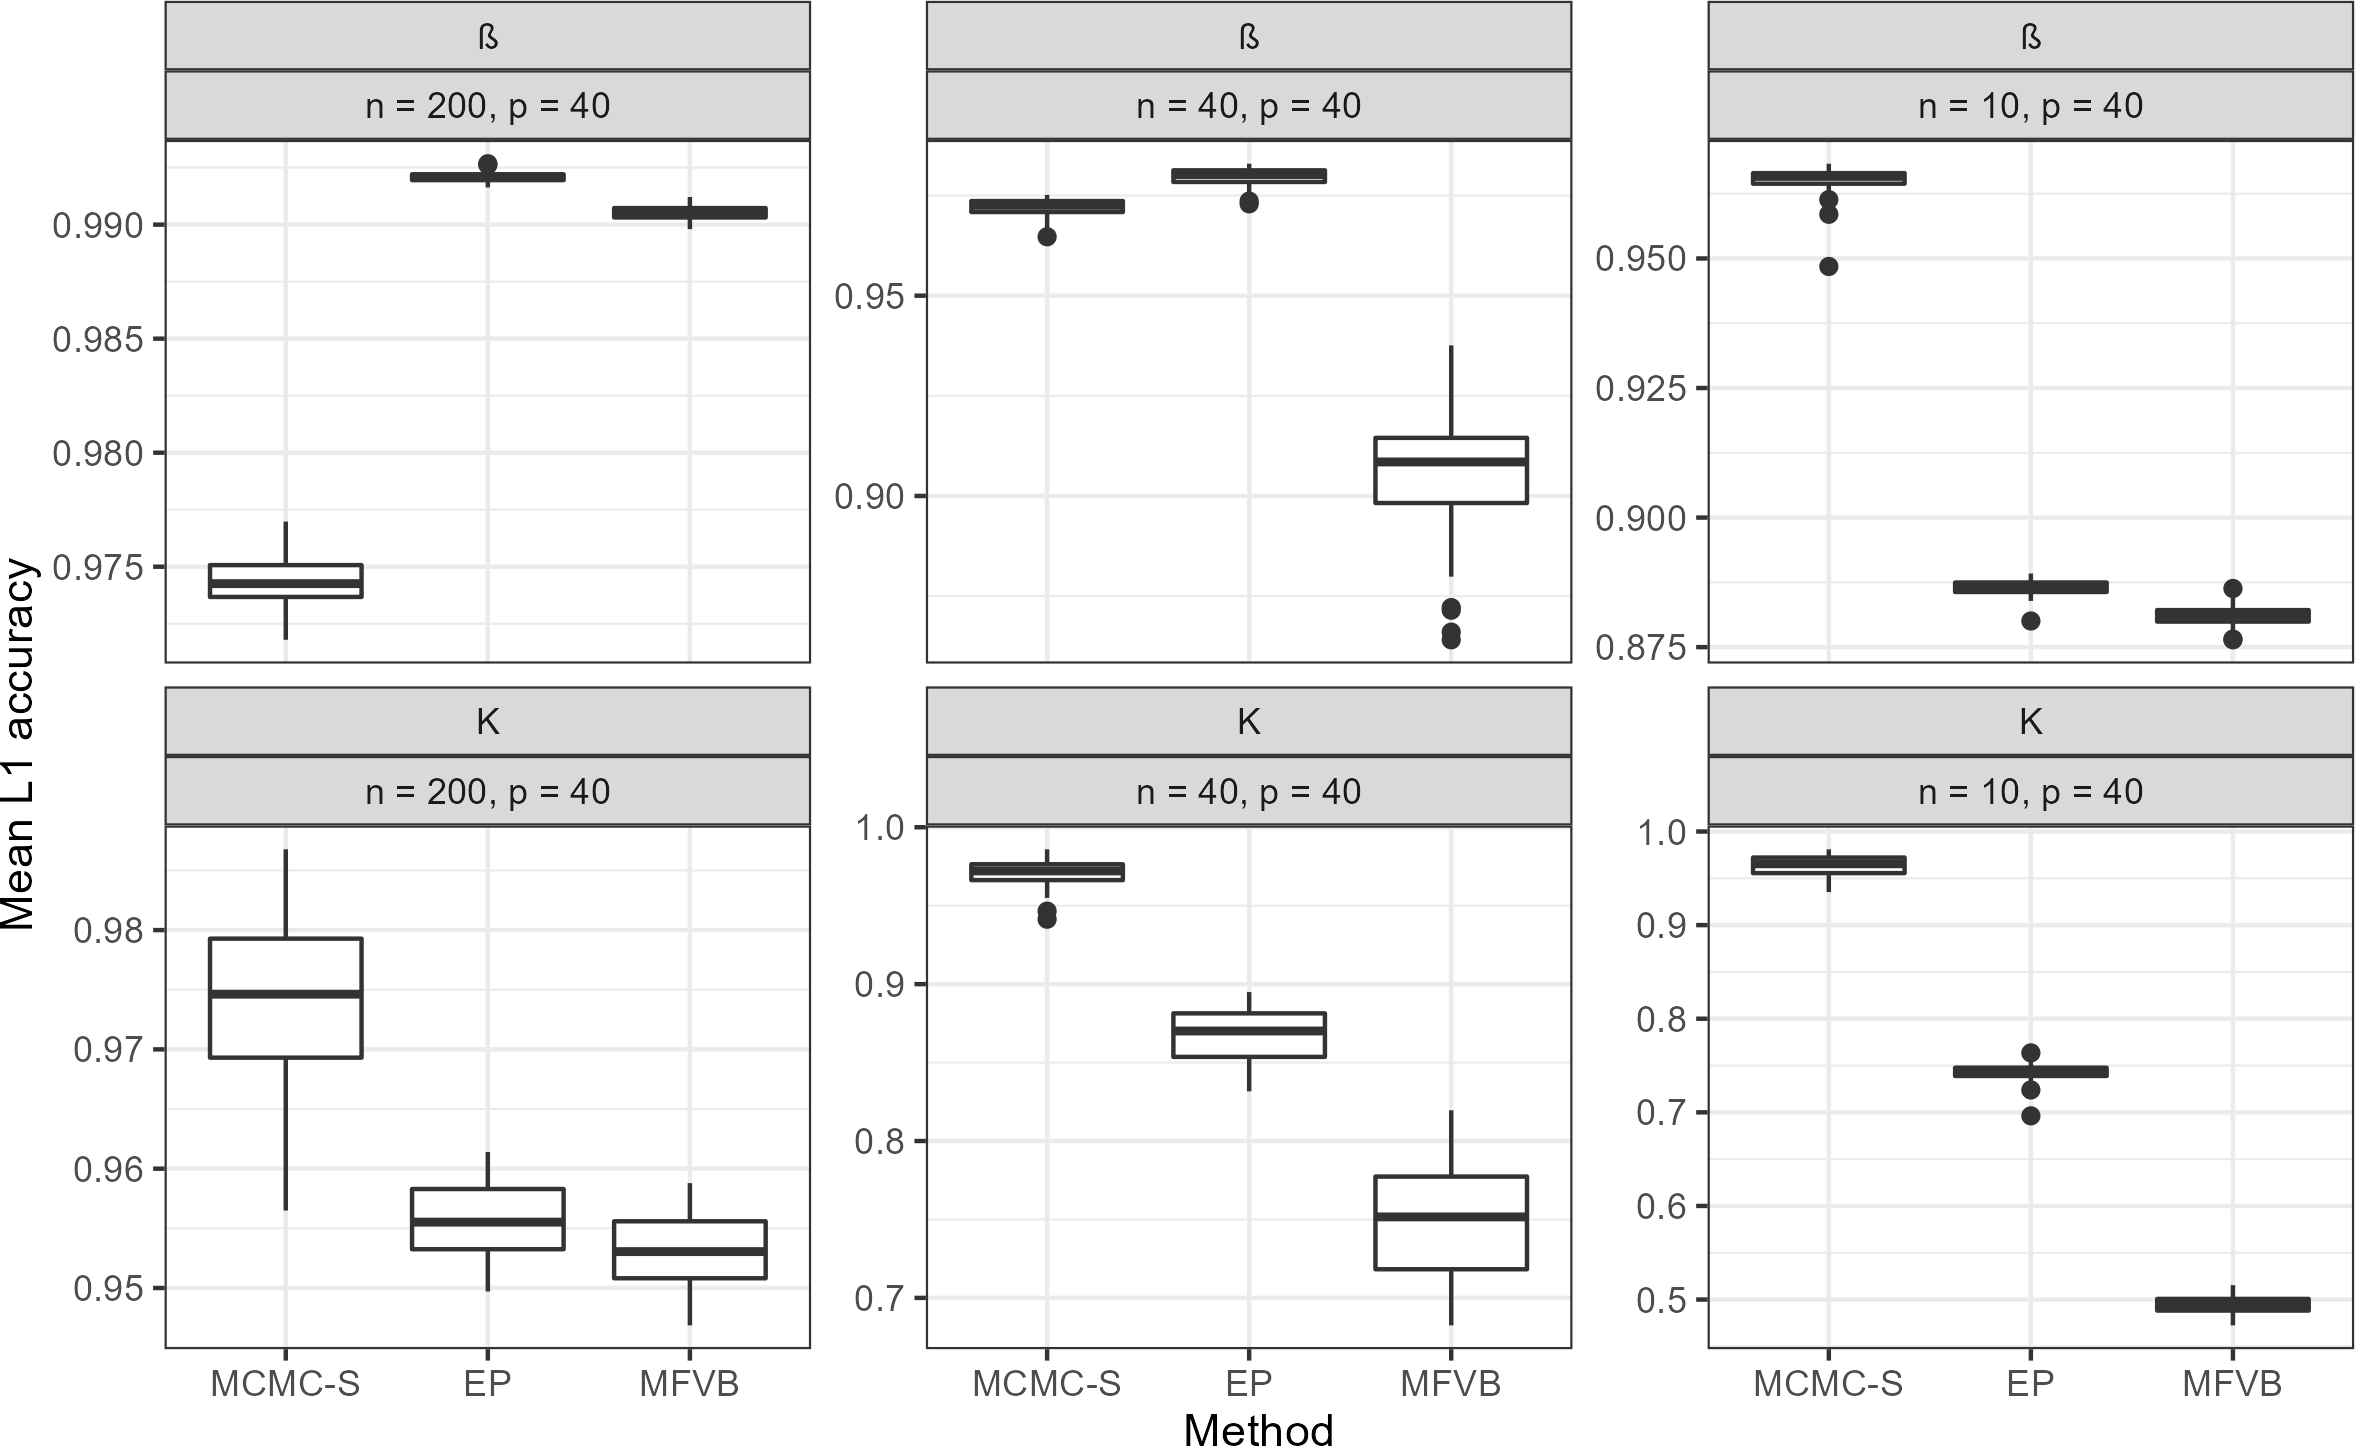 ß
ß
ß
n = 200, p = 40
n = 40, p = 40
n = 10, p = 40
0.990
0.985
0.980
0.975
0.95
0.90
0.950
0.925
0.900
0.875
K
K
K
n = 200, p = 40
n = 40, p = 40
n = 10, p = 40
0.98
0.97
0.96
0.95
1.0
0.9
0.8
0.7
1.0
0.9
0.8
0.7
0.6
0.5
MCMC-S EP MFVB
MCMC-S EP MFVB
MCMC-S EP MFVB
Method
Mean L1 accuracy